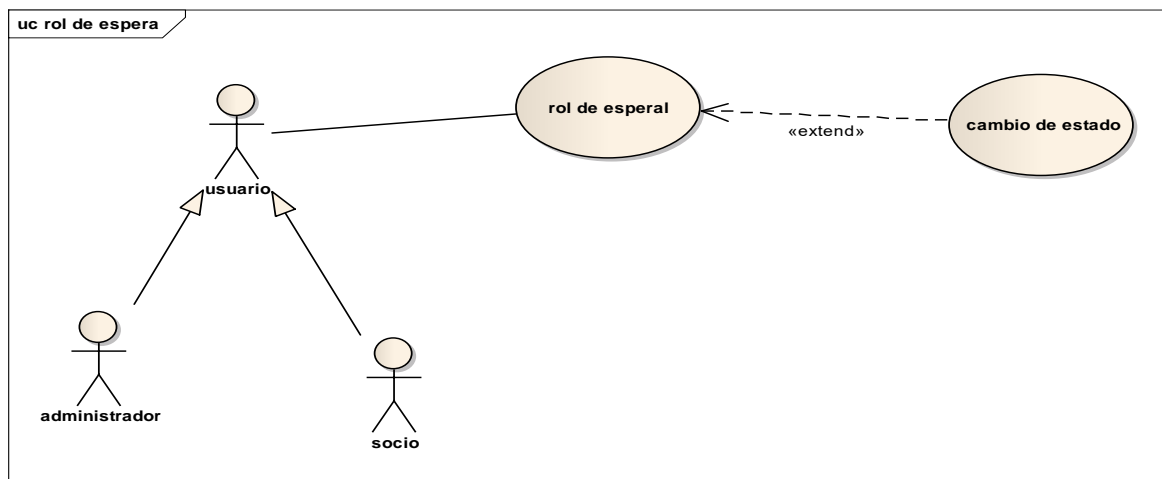 uc rol de espera
rol de esperal
cambio de estado
«extend»
usuario
administrador
socio